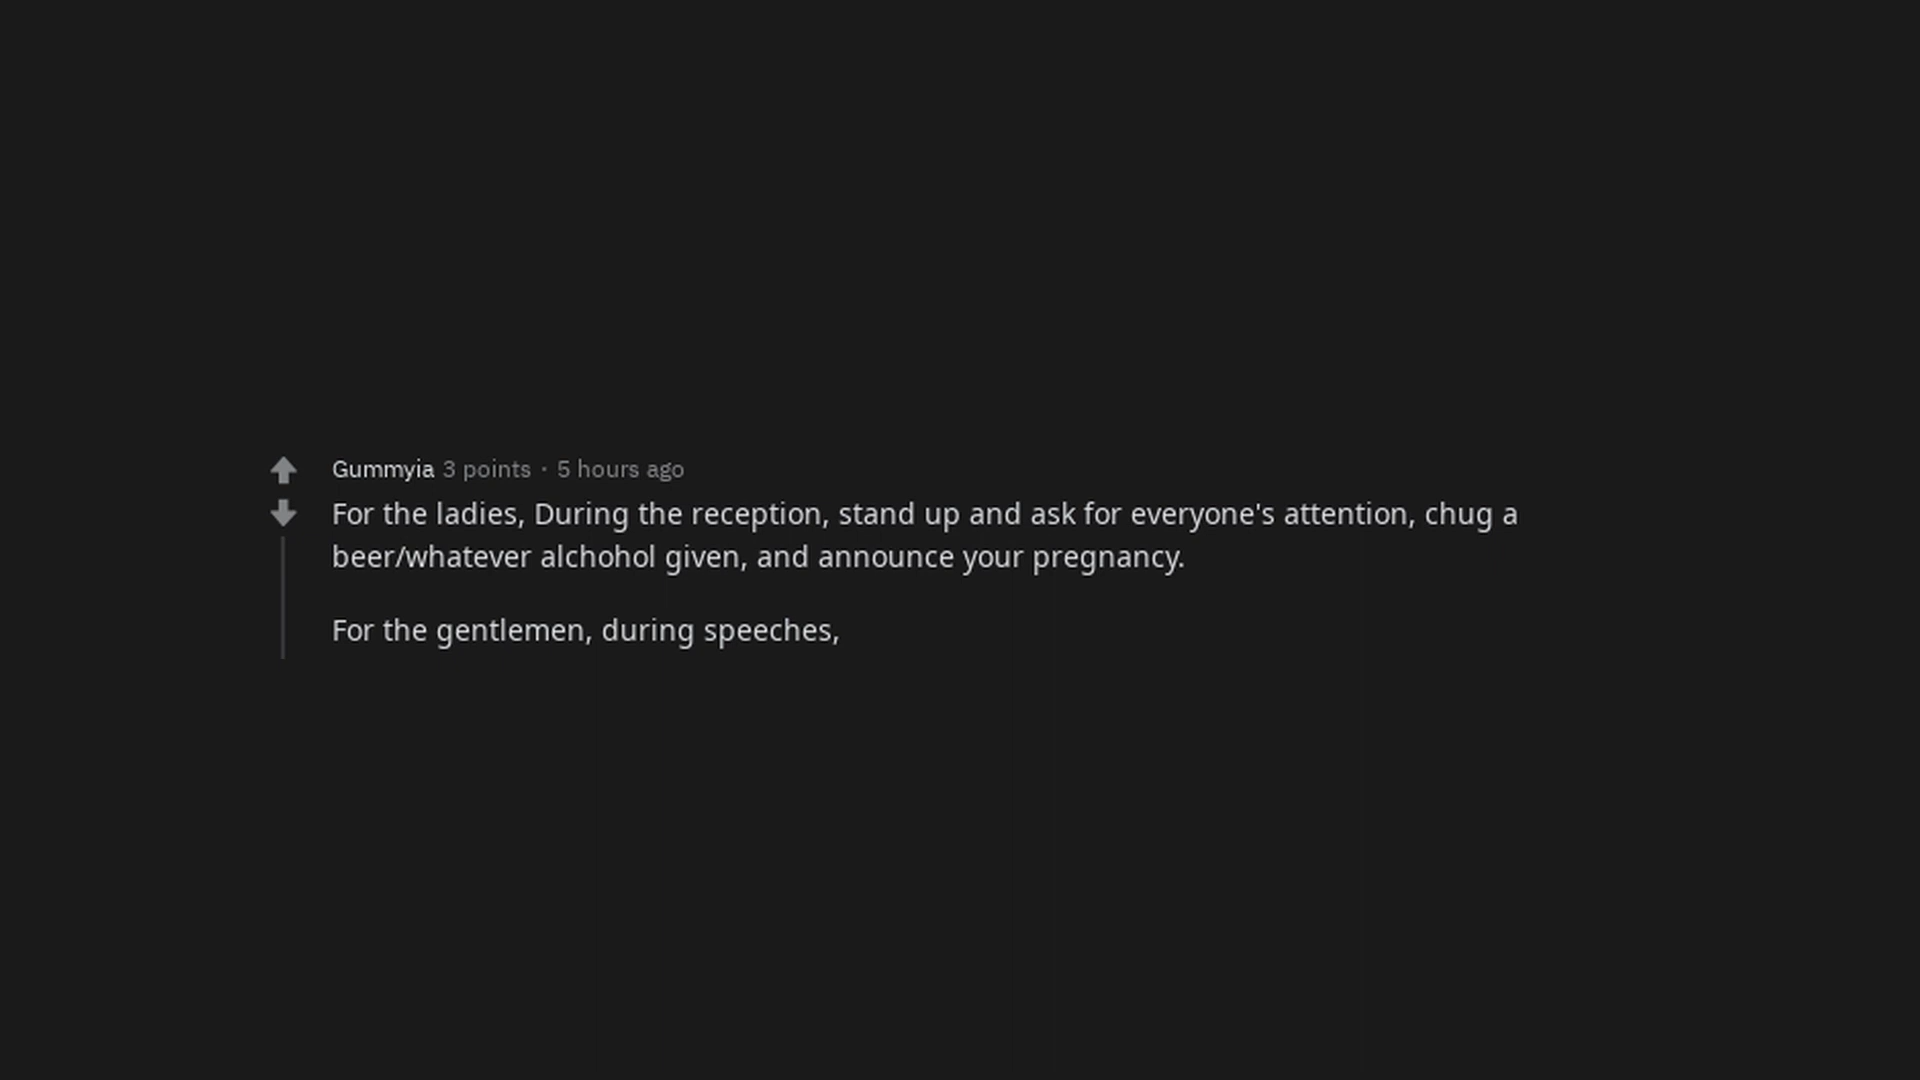 Gummyia 3 points · 5 hours ago
For the ladies, During the reception, stand up and ask for everyone's attention, chug a
beer/whatever alchohol given, and announce your pregnancy.
For the gentlemen, during speeches,